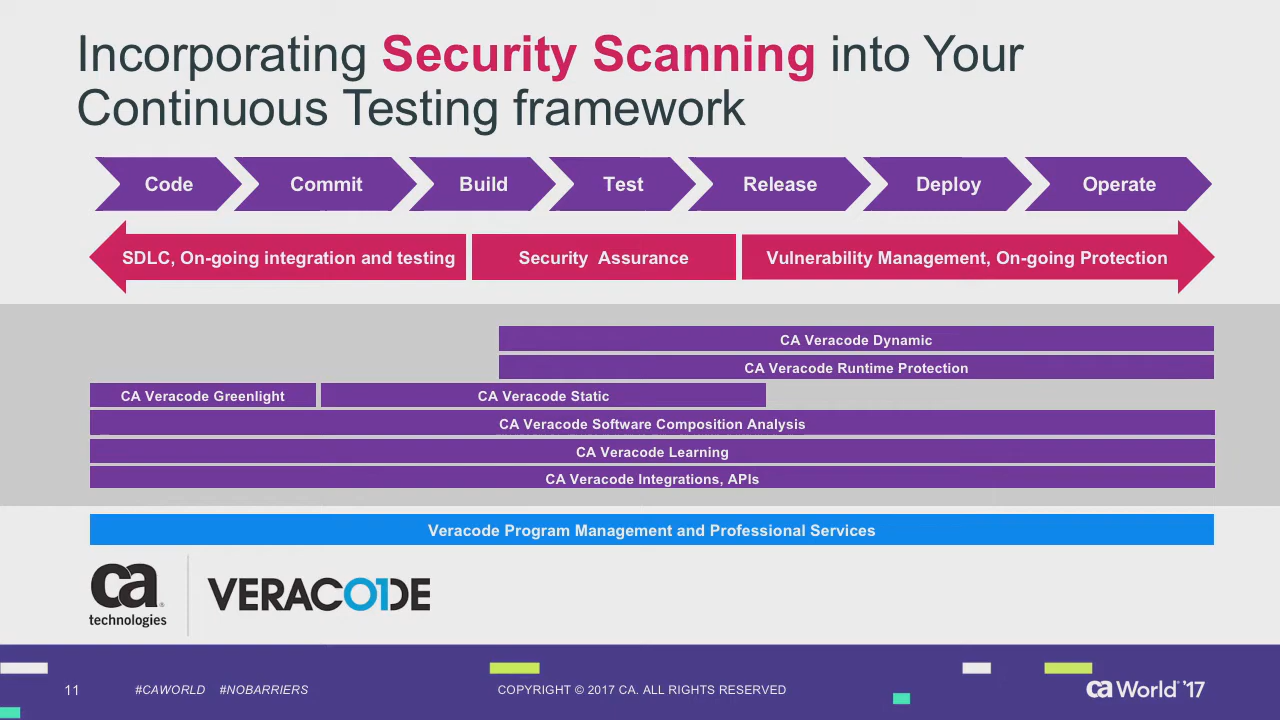 Incorporating Security Scanning into Your
Continuous Testing framework
Code Commit Build Test Release Deploy Operate
SDLC, On-going integration and testing Security Assurance Vulnerability Management, On-going Protection
CA Veracode Dynamic
CA Veracode Runtime Protection
CA Veracode Greenlight CA Veracode Static
CA Veracode Software Composition Analysis
CA Veracode Learning
CA Veracode Integrations, APIs
Veracode Program Management and Professional Services
ca technologies VERACODE
11 #CAWORLD #NOBARRIERS COPYRIGHT © 2017 CA. ALL RIGHTS RESERVED ca World '17